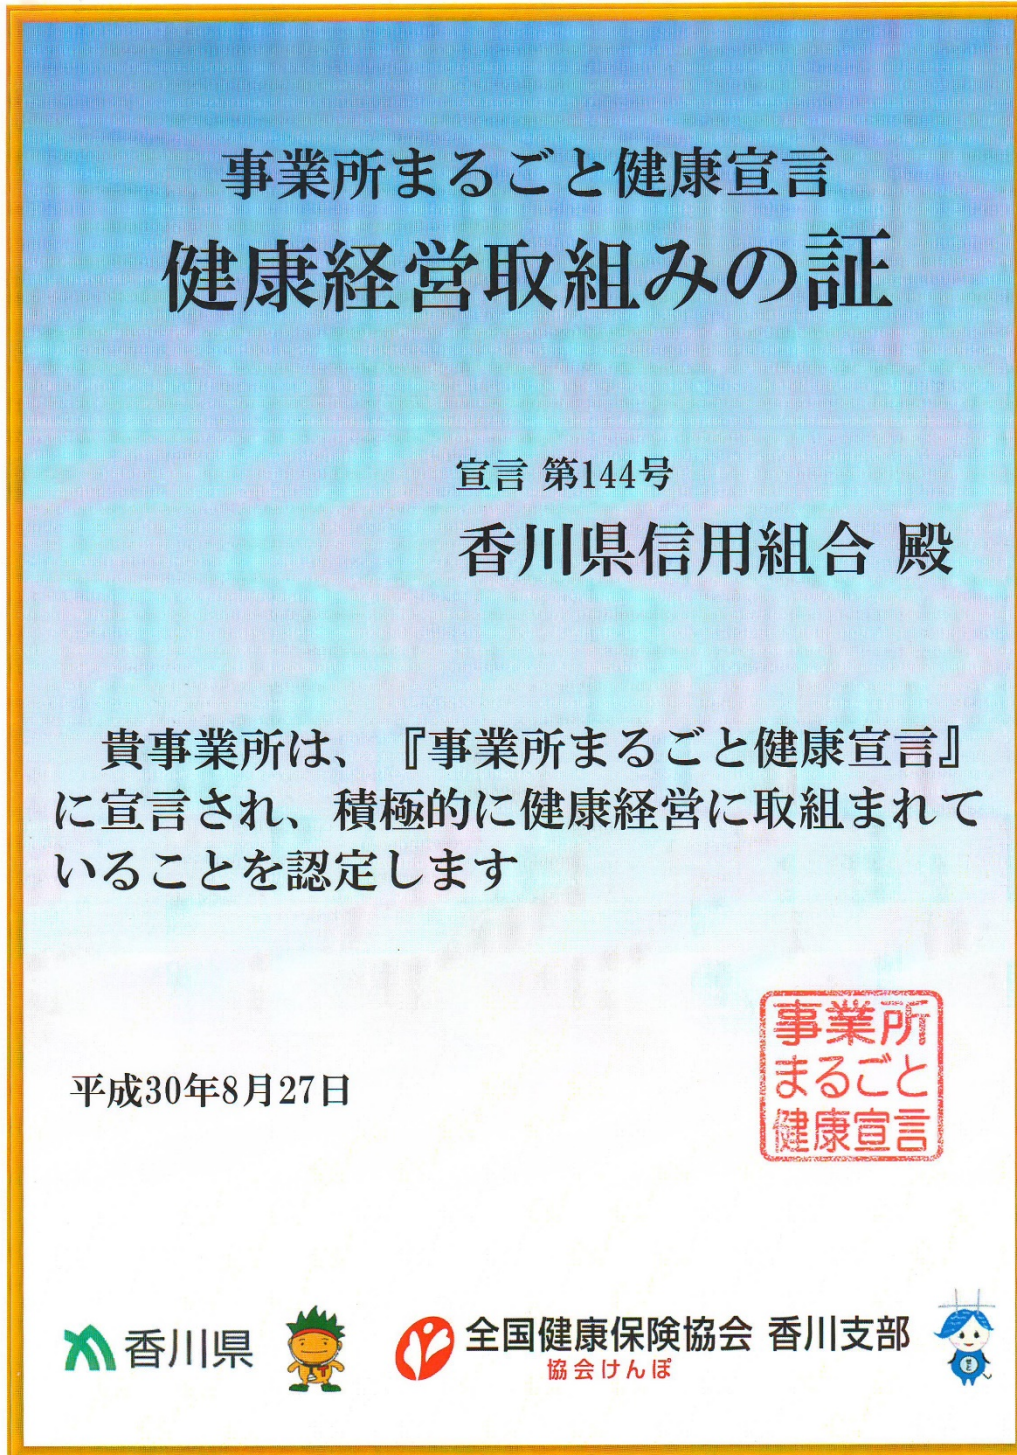 事業所まるごと健康宣言
健康経営取組みの証
宣言 第144号
香川県信用組合 殿
貴事業所は、『事業所まるごと健康宣言』
に宣言され、積極的に健康経営に取組まれて
いることを認定します
平成30年8月27日
事業所
まるごと
健康宣言
香川県
全国健康保険協会 香川支部
協会けんぽ